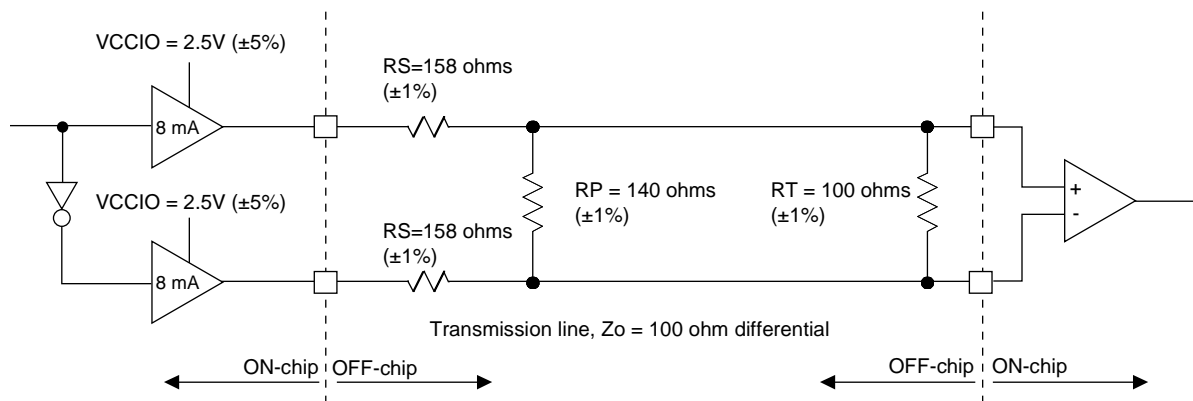 VCCIO = 2.5V (±5%)
RS=158 ohms
(±1%)
8 mA
RP = 140 ohms
(±1%)
RT = 100 ohms
(±1%)
+
-
VCCIO = 2.5V (±5%)
RS=158 ohms
(±1%)
8 mA
Transmission line, Zo = 100 ohm differential
ON-chip
OFF-chip
OFF-chip
ON-chip